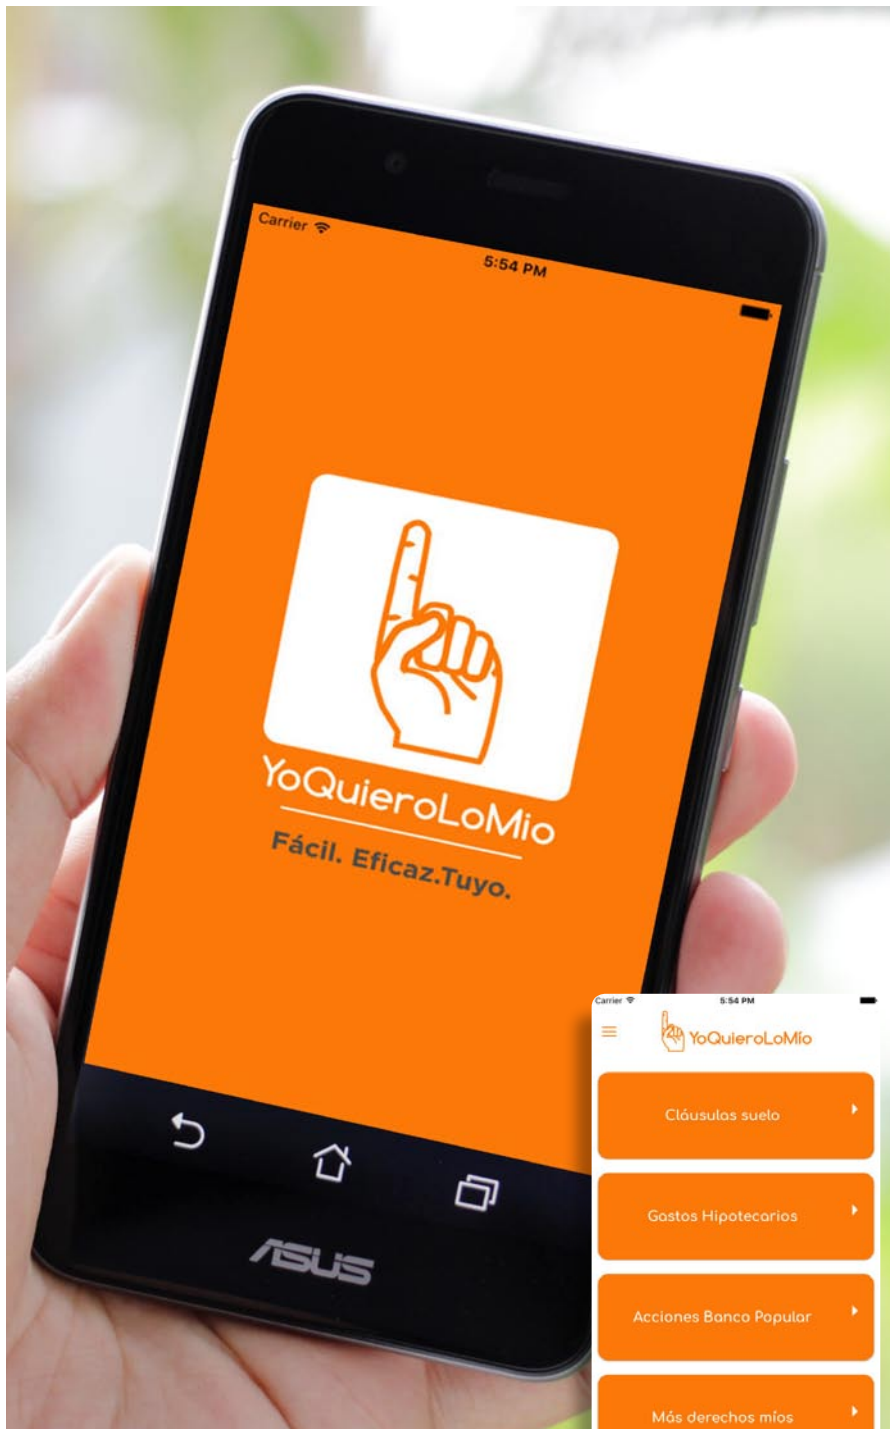 Carrier
5:54 PM
YoQuieroLoMio
Fácil. Eficaz.Tuyo.
ASUS
Carrier
5:54 PM
YoQuieroLoMío
Cláusulas suelo
Gastos Hipotecarios
Acciones Banco Popular
Más derechos míos